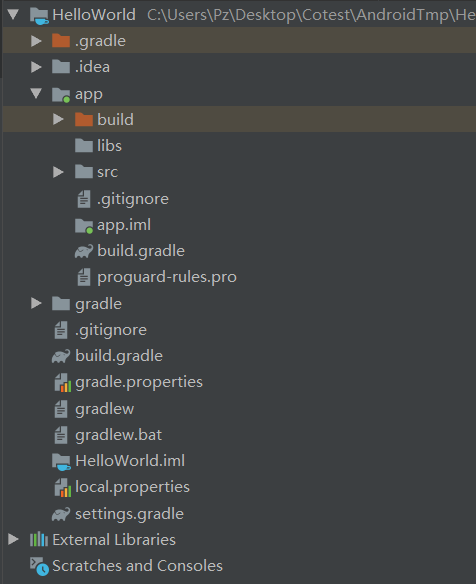 HelloWorld C:\Users\Pz\Desktop\Cotest\AndroidTmp\He
.gradle
.idea
app
build
libs
src
.gitignore
app.iml
build.gradle
proguard-rules.pro
gradle
.gitignore
build.gradle
gradle.properties
gradlew
gradlew.bat
HelloWorld.iml
local.properties
settings.gradle
External Libraries
Scratches and Consoles